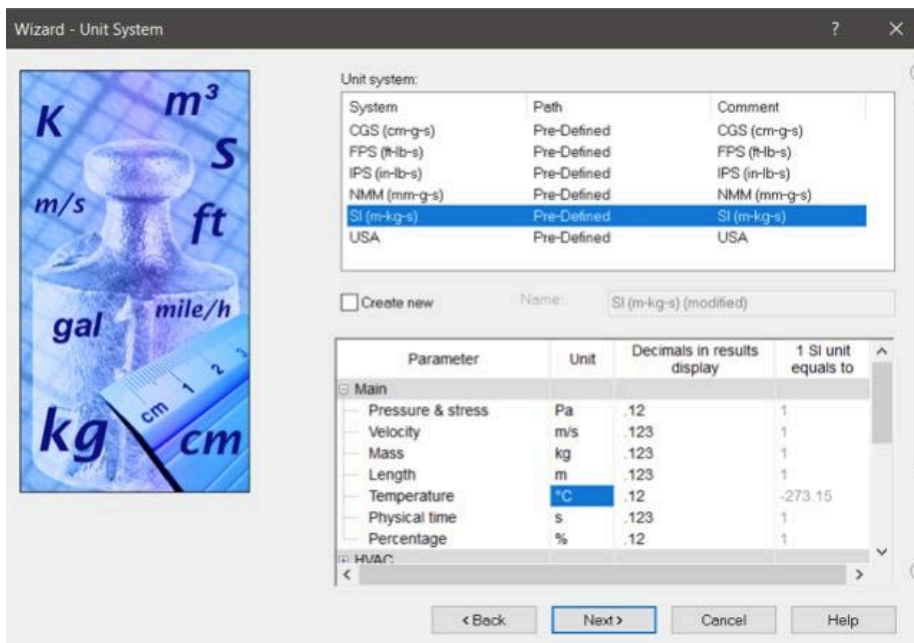 Wizard - Unit System
?
K
m³
S
m/s
ft
gal
mile/h
cm 1 2 3
kg
cm
Unit system:
System Path Comment
CGS (cm-g-s) Pre-Defined CGS (cm-g-s)
FPS (ft-lb-s) Pre-Defined FPS (ft-lb-s)
IPS (in-lb-s) Pre-Defined IPS (in-lb-s)
NMM (mm-g-s) Pre-Defined NMM (mm-g-s)
SI (m-kg-s) Pre-Defined SI (m-kg-s)
USA Pre-Defined USA
Create new Name: SI (m-kg-s) (modified)
Parameter Unit Decimals in results display 1 SI unit equals to
Main
Pressure & stress Pa .12 1
Velocity m/s .123 1
Mass kg .123 1
Length m .123 1
Temperature °C .12 -273.15
Physical time s .123 1
Percentage % .12 1
HVAC
< Back Next > Cancel Help